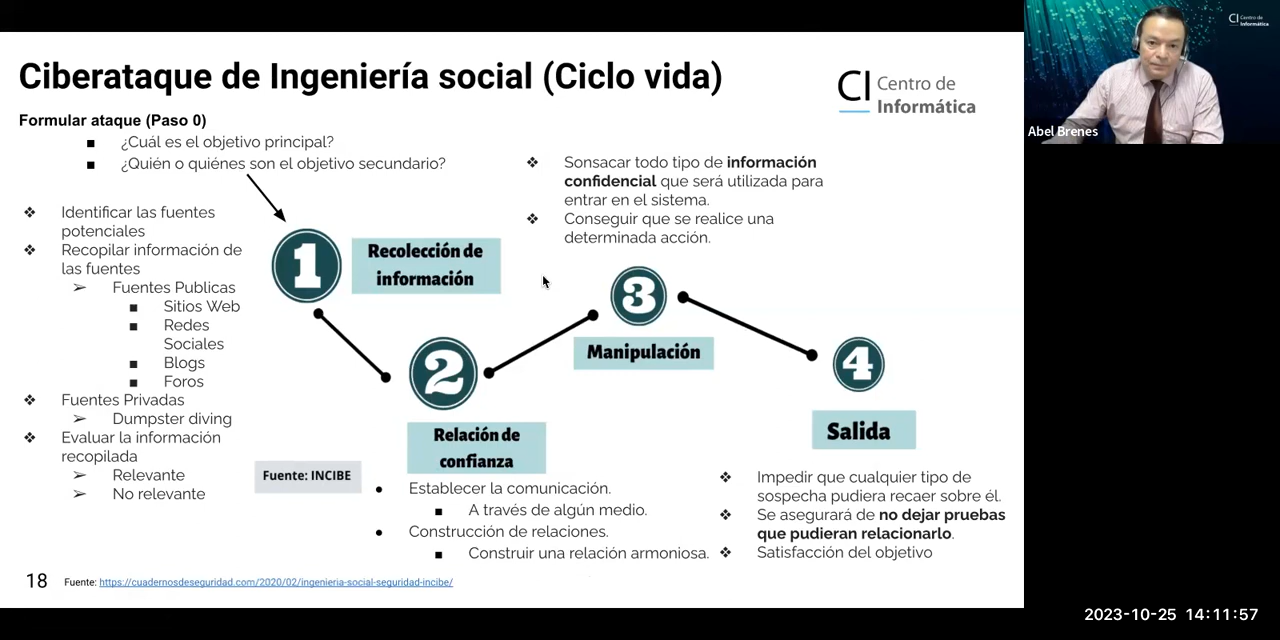 Ciberataque de Ingeniería social (Ciclo vida)
CI Centro de
Informática
Formular ataque (Paso 0)
■ ¿Cuál es el objetivo principal?
■ ¿Quién o quiénes son el objetivo secundario?
❖ Identificar las fuentes
potenciales
❖ Recopilar información de
las fuentes
➢ Fuentes Publicas
■ Sitios Web
■ Redes
Sociales
■ Blogs
■ Foros
❖ Fuentes Privadas
➢ Dumpster diving
❖ Evaluar la información
recopilada
➢ Relevante
➢ No relevante
1
Recolección de
información
2
Relación de
confianza
Fuente: INCIBE
● Establecer la comunicación.
■ A través de algún medio.
● Construcción de relaciones.
■ Construir una relación armoniosa.
❖ Sonsacar todo tipo de información
confidencial que será utilizada para
entrar en el sistema.
❖ Conseguir que se realice una
determinada acción.
3
Manipulación
4
Salida
❖ Impedir que cualquier tipo de
sospecha pudiera recaer sobre él.
❖ Se asegurará de no dejar pruebas
que pudieran relacionarlo.
❖ Satisfacción del objetivo
18
Fuente: https://cuadernosdeseguridad.com/2020/02/ingenieria-social-seguridad-incibe/
CI Centro de
Informática
Abel Brenes
2023-10-25 14:11:57